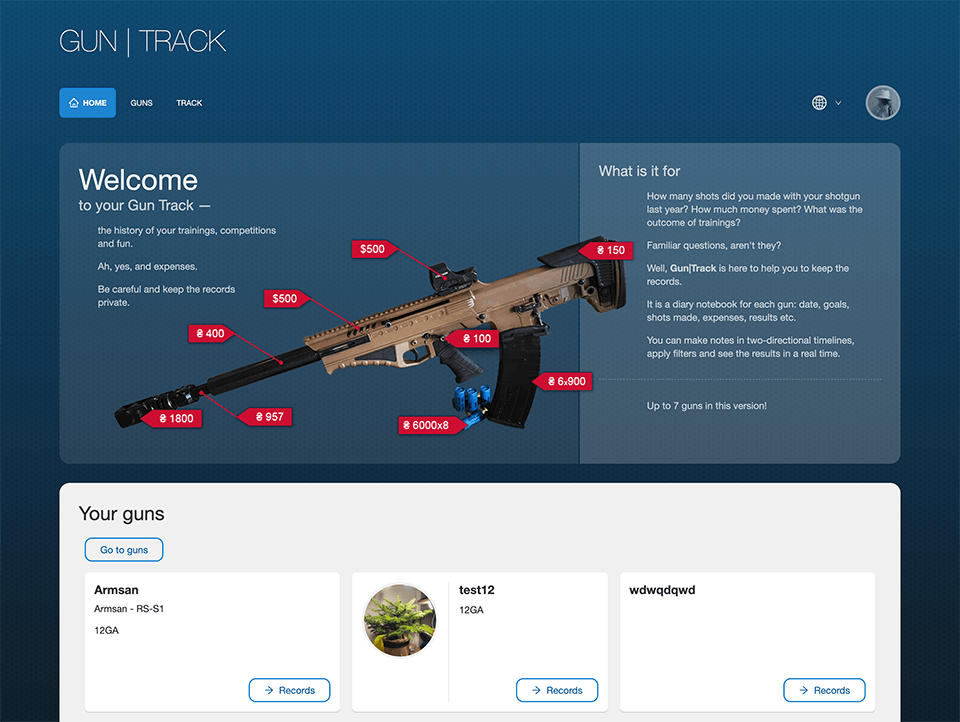 GUN | TRACK
HOME
GUNS
TRACK
Welcome
to your Gun Track —
the history of your trainings, competitions
and fun.
Ah, yes, and expenses.
Be careful and keep the records
private.
$500
$500
₴ 400
₴ 150
₴ 100
₴ 6x900
₴ 1800
₴ 957
₴ 6000x8
What is it for
How many shots did you made with your shotgun
last year? How much money spent? What was the
outcome of trainings?
Familiar questions, aren't they?
Well, Gun|Track is here to help you to keep the
records.
It is a diary notebook for each gun: date, goals,
shots made, expenses, results etc.
You can make notes in two-directional timelines,
apply filters and see the results in a real time.
Up to 7 guns in this version!
Your guns
Go to guns
Armsan
Armsan - RS-S1
12GA
Records
test12
12GA
Records
wdwqdqwd
Records